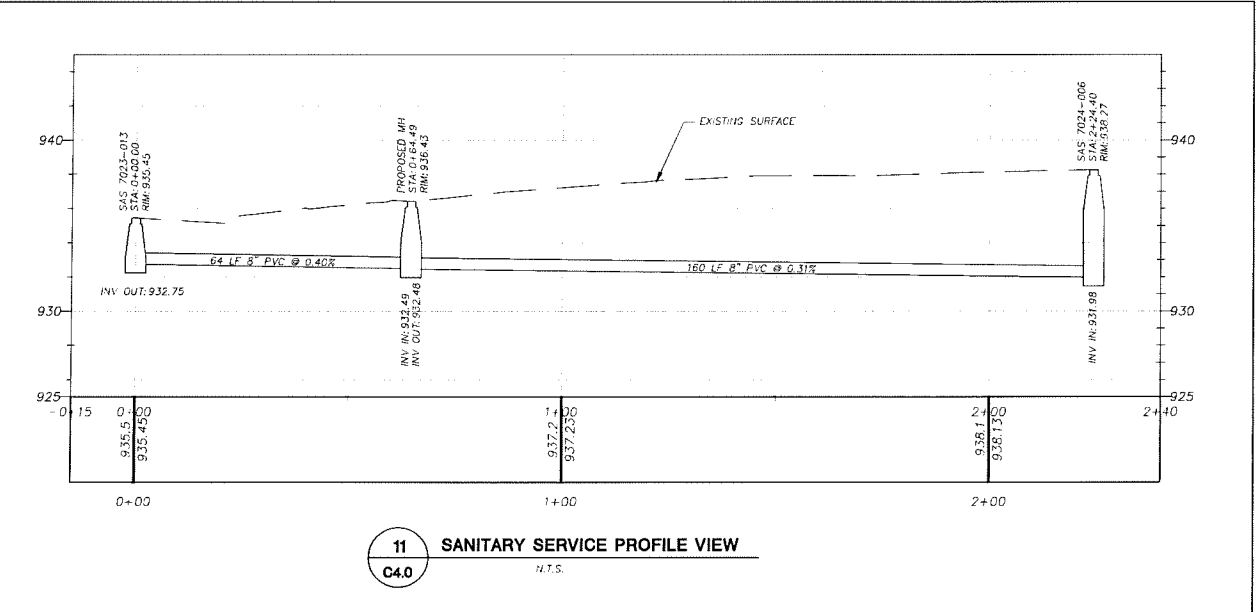 940
SAS 7023-013
STA: 0+00.00
RIM: 935.45
PROPOSED MH
STA: 0+64.49
RIM: 936.43
EXISTING SURFACE
SAS 7024-006
STA: 2+24.40
RIM: 938.27
940
64 LF 8" PVC @ 0.40%
160 LF 8" PVC @ 0.31%
INV OUT: 932.75
930
INV IN: 932.49
INV OUT: 932.48
INV IN: 931.98
930
925
925
-0+15
0+00
1+00
2+00
2+40
935.5
935.45
937.2
937.23
938.1
938.13
0+00
1+00
2+00
11
C4.0
SANITARY SERVICE PROFILE VIEW
N.T.S.